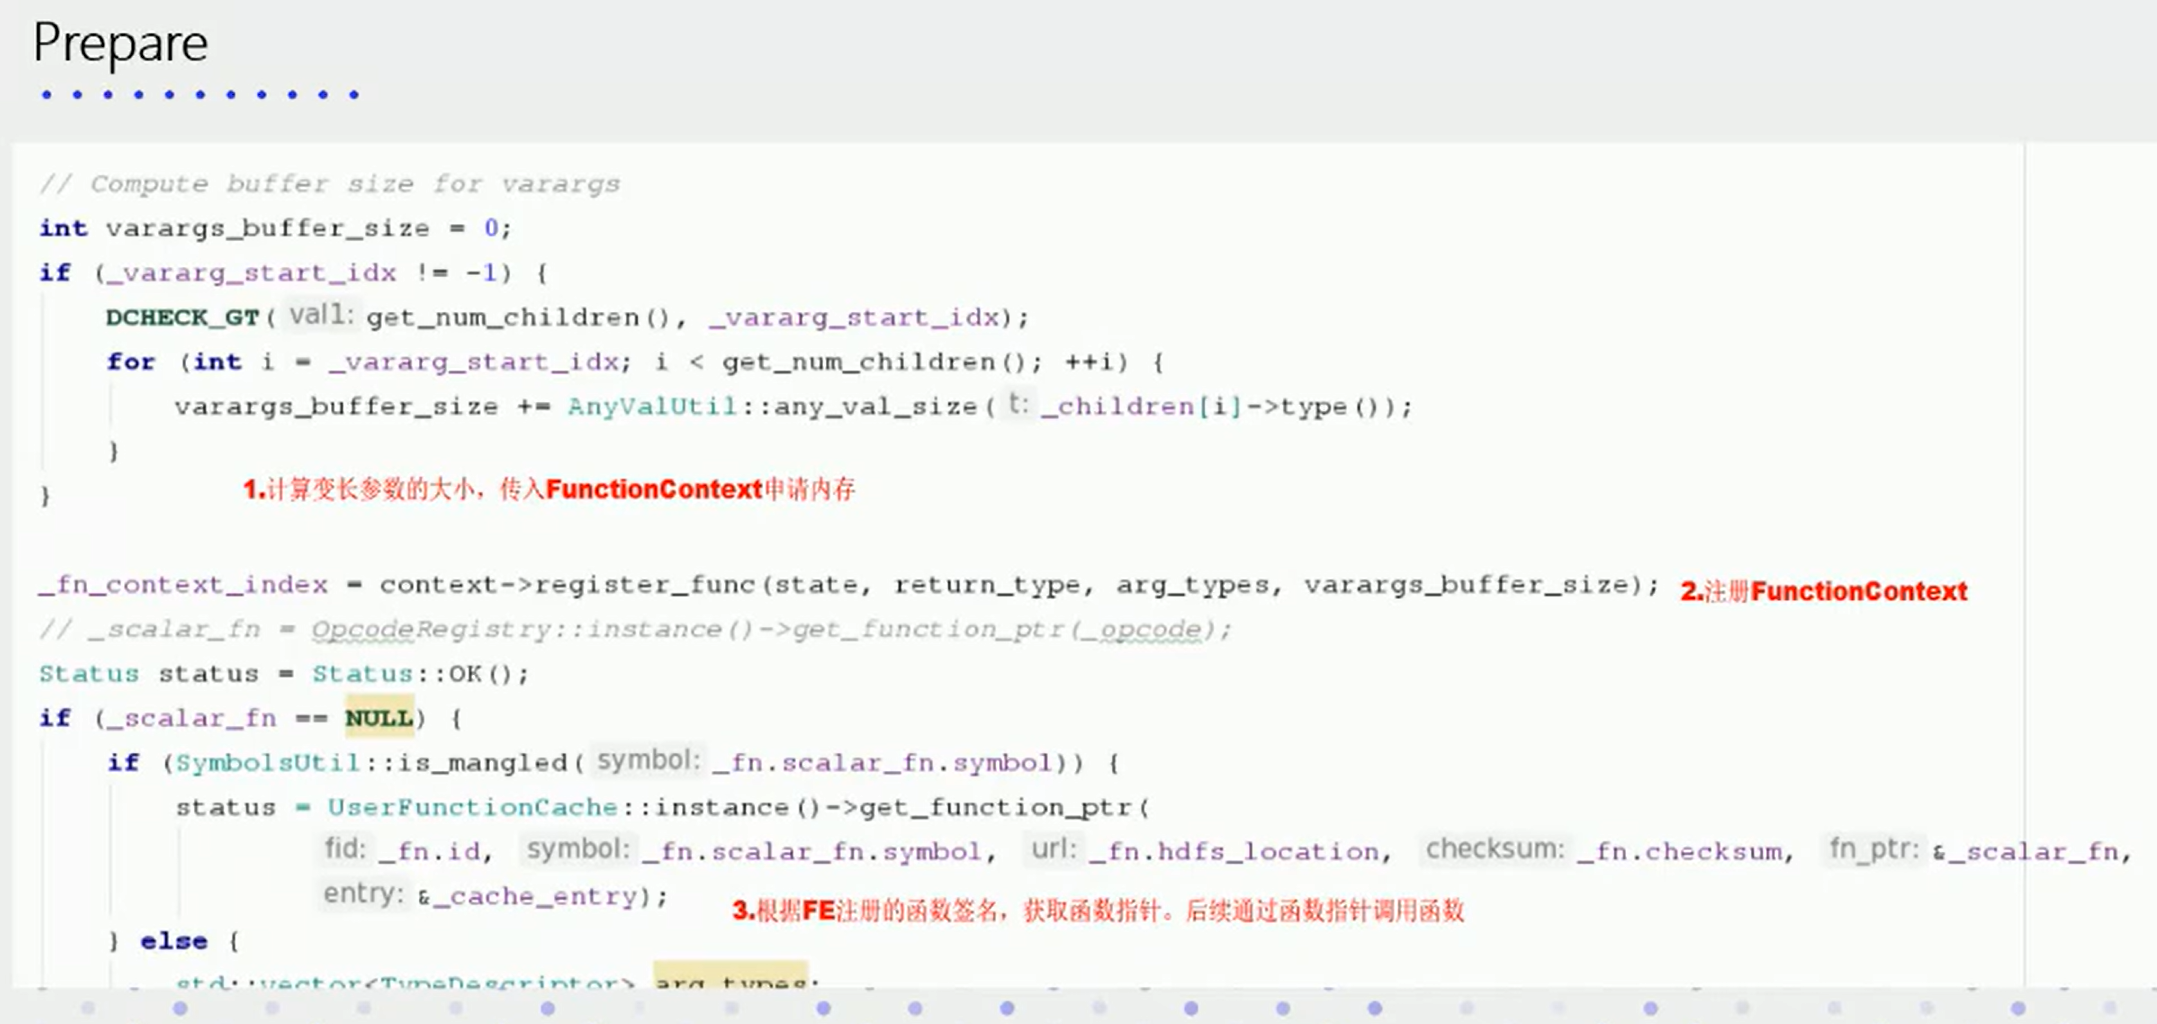 Prepare
// Compute buffer size for varargs
int varargs_buffer_size = 0;
if (_vararg_start_idx != -1) {
DCHECK_GT( val1: get_num_children(), _vararg_start_idx);
for (int i = _vararg_start_idx; i < get_num_children(); ++i) {
varargs_buffer_size += AnyValUtil::any_val_size( t: _children[i]->type());
}
} 1.计算变长参数的大小，传入FunctionContext申请内存
_fn_context_index = context->register_func(state, return_type, arg_types, varargs_buffer_size); 2.注册FunctionContext
// _scalar_fn = OpcodeRegistry::instance()->get_function_ptr(_opcode);
Status status = Status::OK();
if (_scalar_fn == NULL) {
if (SymbolsUtil::is_mangled( symbol: _fn.scalar_fn.symbol)) {
status = UserFunctionCache::instance()->get_function_ptr(
fid: _fn.id, symbol: _fn.scalar_fn.symbol, url: _fn.hdfs_location, checksum: _fn.checksum, fn_ptr: &_scalar_fn,
entry: &_cache_entry); 3.根据FE注册的函数签名，获取函数指针。后续通过函数指针调用函数
} else {
std::vector<TypeDescriptor> arg_types;